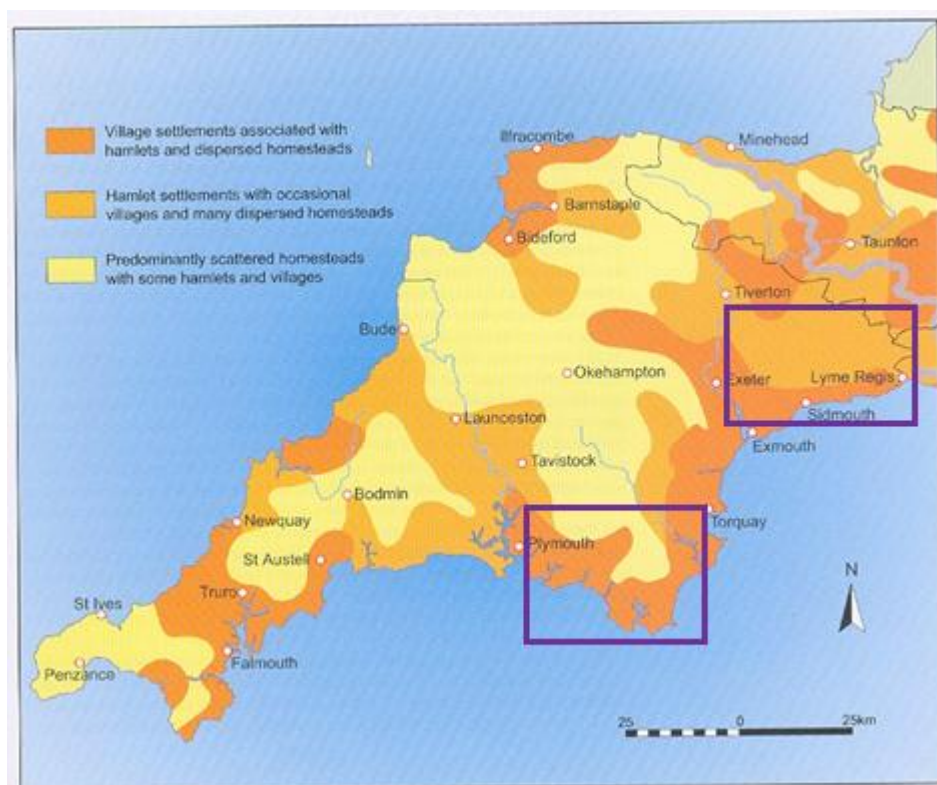 Village settlements associated with
hamlets and dispersed homesteads
Hamlet settlements with occasional
villages and many dispersed homesteads
Predominantly scattered homesteads
with some hamlets and villages
Ilfracombe
Minehead
Barnstaple
Bideford
Taunton
Tiverton
Bude
Okehampton
Exeter
Lyme Regis
Sidmouth
Launceston
Exmouth
Tavistock
Bodmin
Torquay
Newquay
Plymouth
St Austell
N
Truro
St Ives
Falmouth
Penzance
25 0 25km